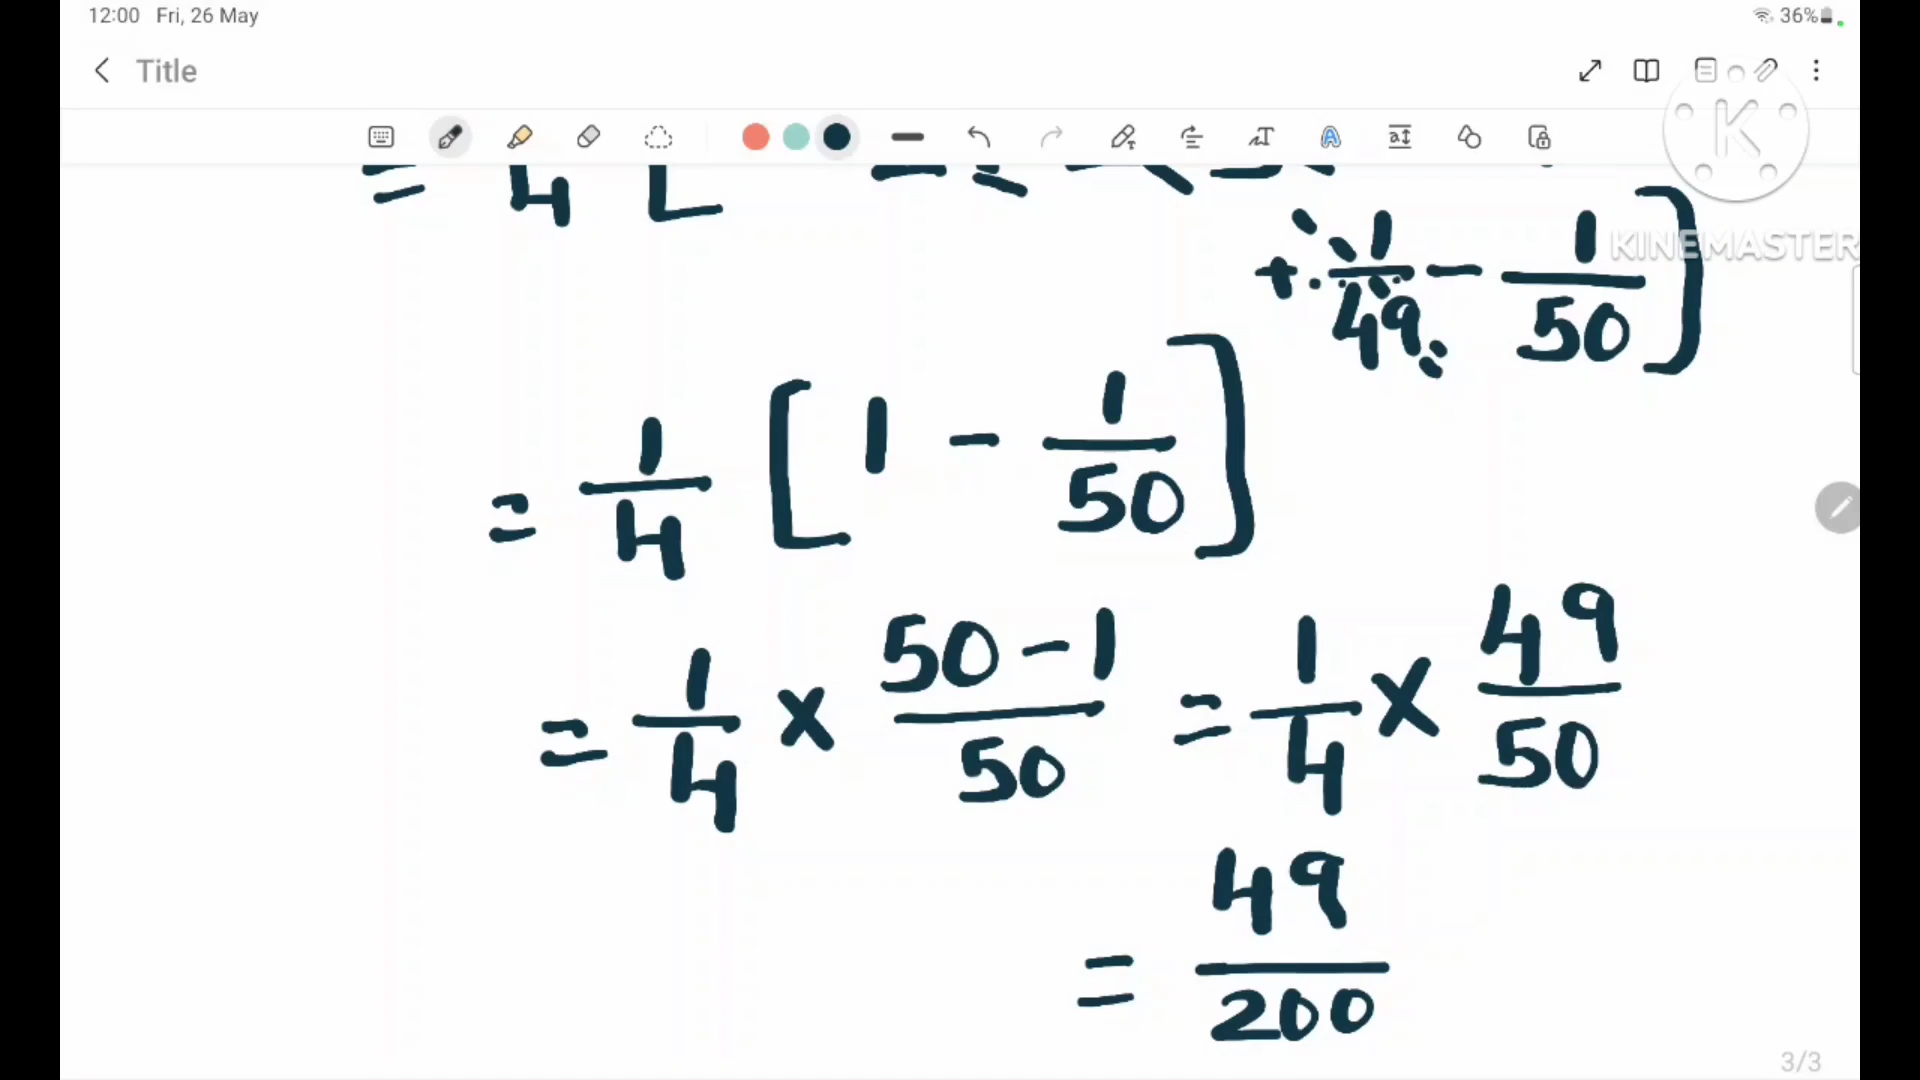 12:00 Fri, 26 May 36%
Title
K
KINEMASTER
= 4 [
+ 1/49 - 1/50 ]
= 1/4 [ 1 - 1/50 ]
= 1/4 × 50-1/50 = 1/4 × 49/50
= 49/200
3/3